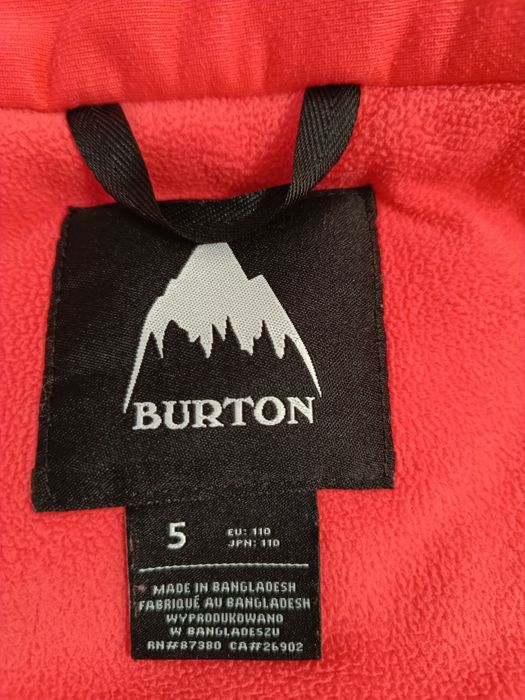 BURTON
5
EU: 110
JPN: 110
MADE IN BANGLADESH
FABRIQUÉ AU BANGLADESH
WYPRODUKOWANO
W BANGLADESZU
RN#87380 CA#26902